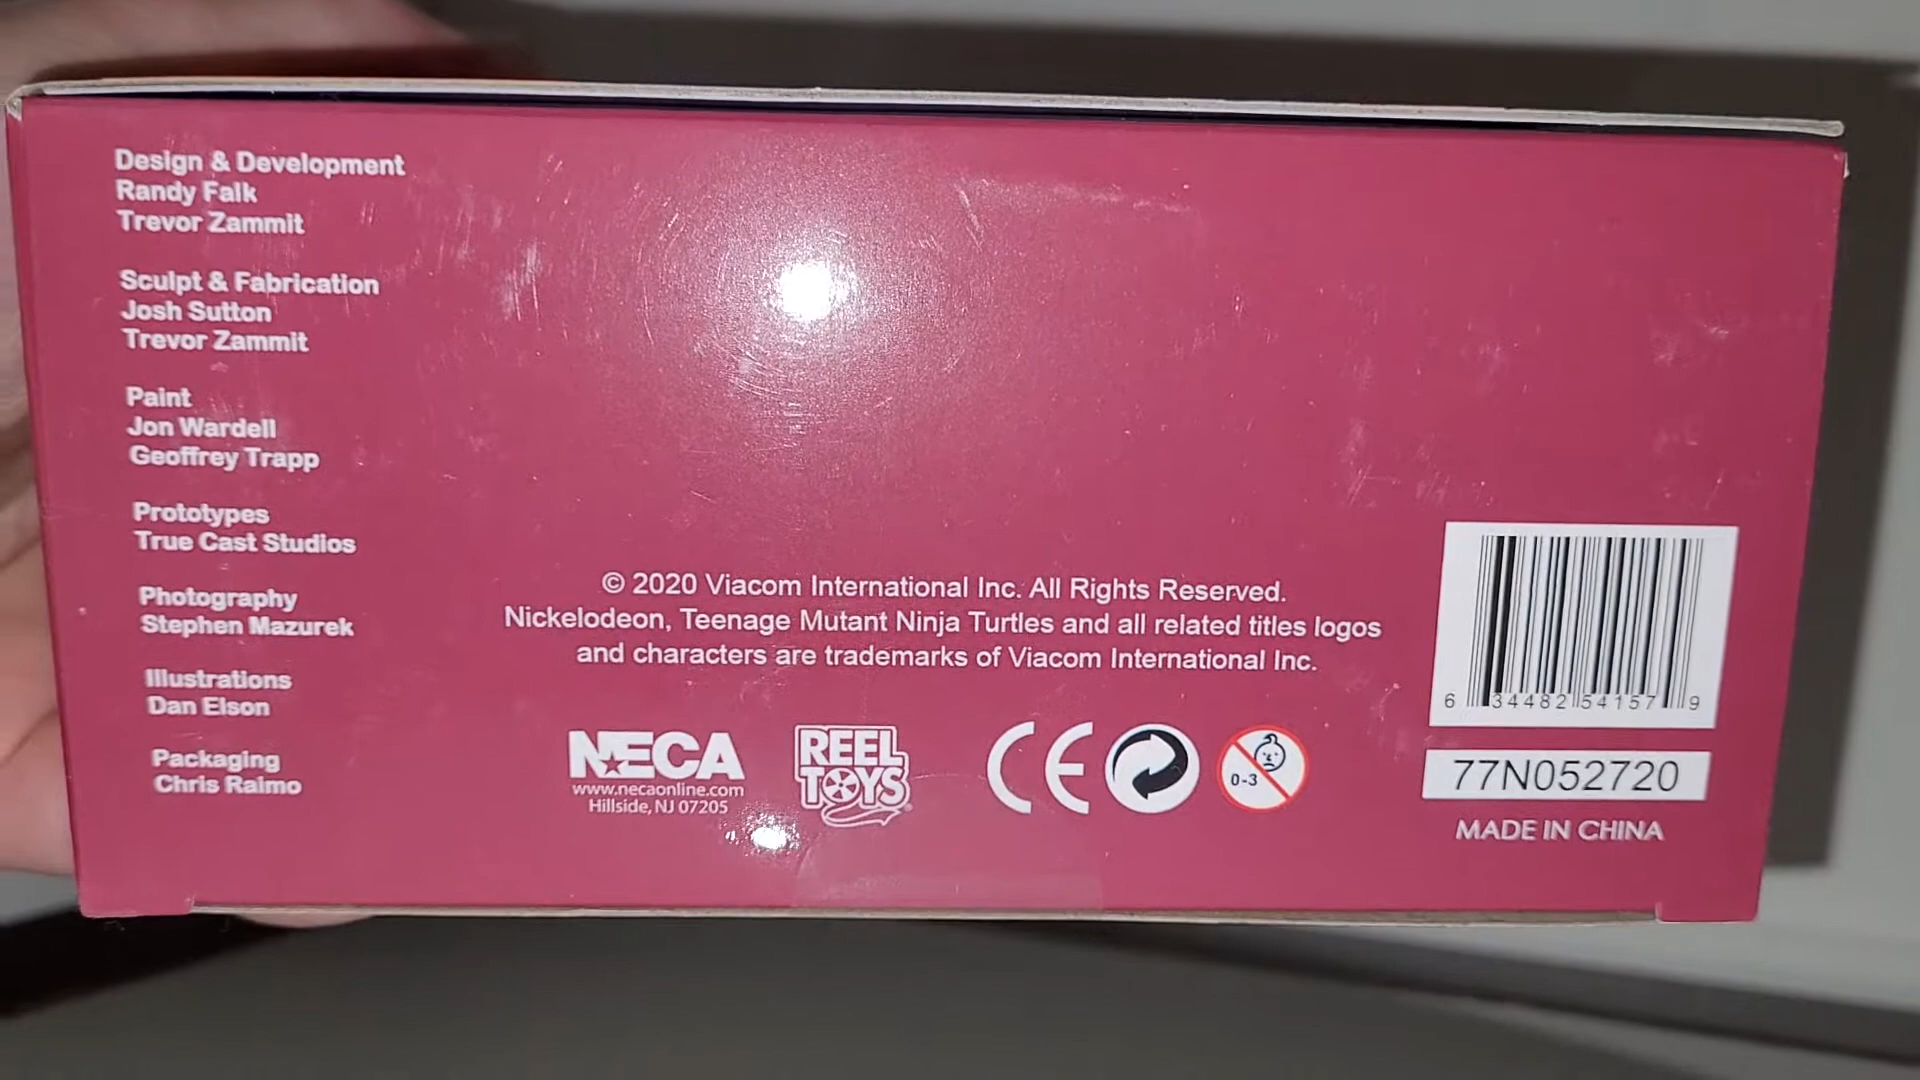 Design & Development
Randy Falk
Trevor Zammit
Sculpt & Fabrication
Josh Sutton
Trevor Zammit
Paint
Jon Wardell
Geoffrey Trapp
Prototypes
True Cast Studios
Photography
Stephen Mazurek
Illustrations
Dan Elson
Packaging
Chris Raimo
© 2020 Viacom International Inc. All Rights Reserved.
Nickelodeon, Teenage Mutant Ninja Turtles and all related titles logos
and characters are trademarks of Viacom International Inc.
NECA
www.necaonline.com
Hillside, NJ 07205
REEL
TOYS
CE
0-3
6 34482 54157 9
77N052720
MADE IN CHINA